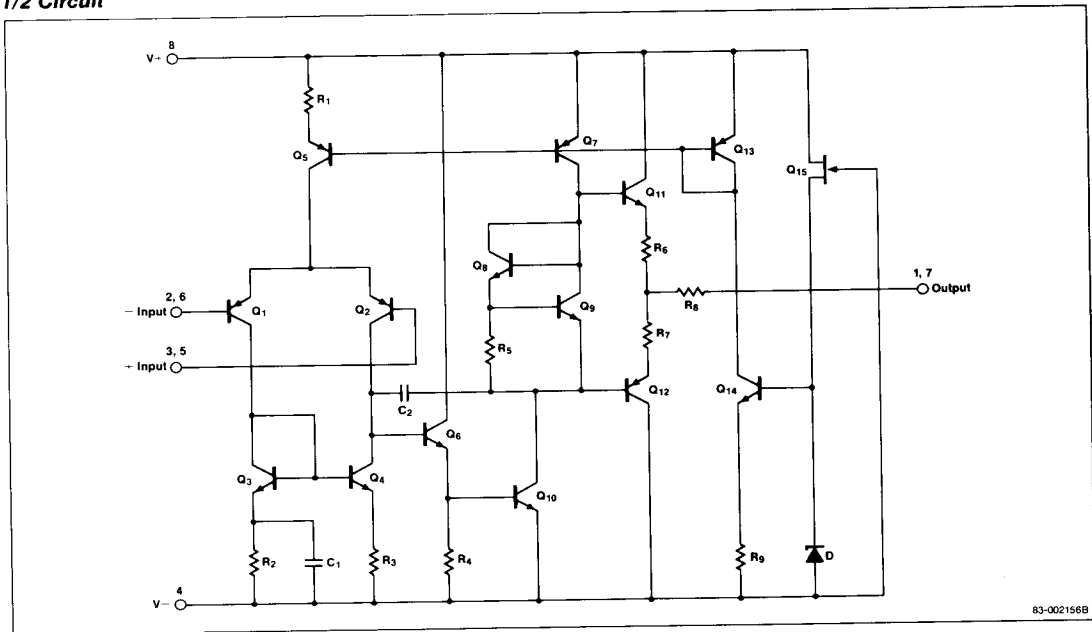 1/2 Circuit
8
V+
R1
Q5
Q7
Q13
Q15
Q11
R6
Q8
1, 7
Output
R8
2, 6
− Input
Q1
Q2
Q9
3, 5
+ Input
R5
R7
Q14
C2
Q12
Q6
Q3
Q4
Q10
R2
C1
R3
R4
R9
D
4
V−
83-002156B